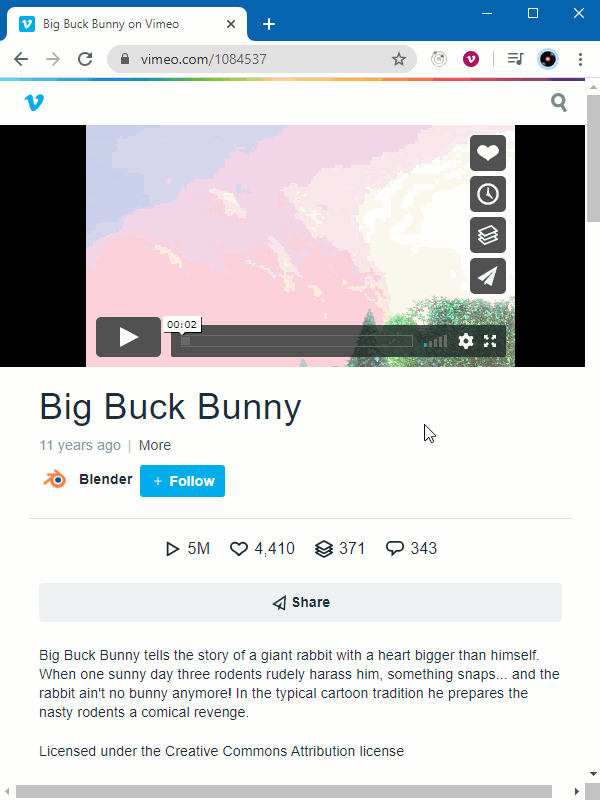 Big Buck Bunny on Vimeo
vimeo.com/1084537
00:02
Big Buck Bunny
11 years ago | More
Blender + Follow
5M 4,410 371 343
Share
Big Buck Bunny tells the story of a giant rabbit with a heart bigger than himself.
When one sunny day three rodents rudely harass him, something snaps... and the
rabbit ain't no bunny anymore! In the typical cartoon tradition he prepares the
nasty rodents a comical revenge.
Licensed under the Creative Commons Attribution license